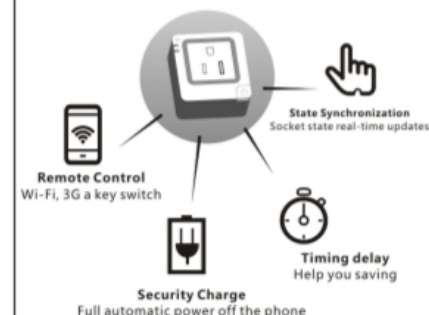 State Synchronization
Socket state real-time updates
Remote Control
Wi-Fi, 3G a key switch
Timing delay
Help you saving
Security Charge
Full automatic power off the phone